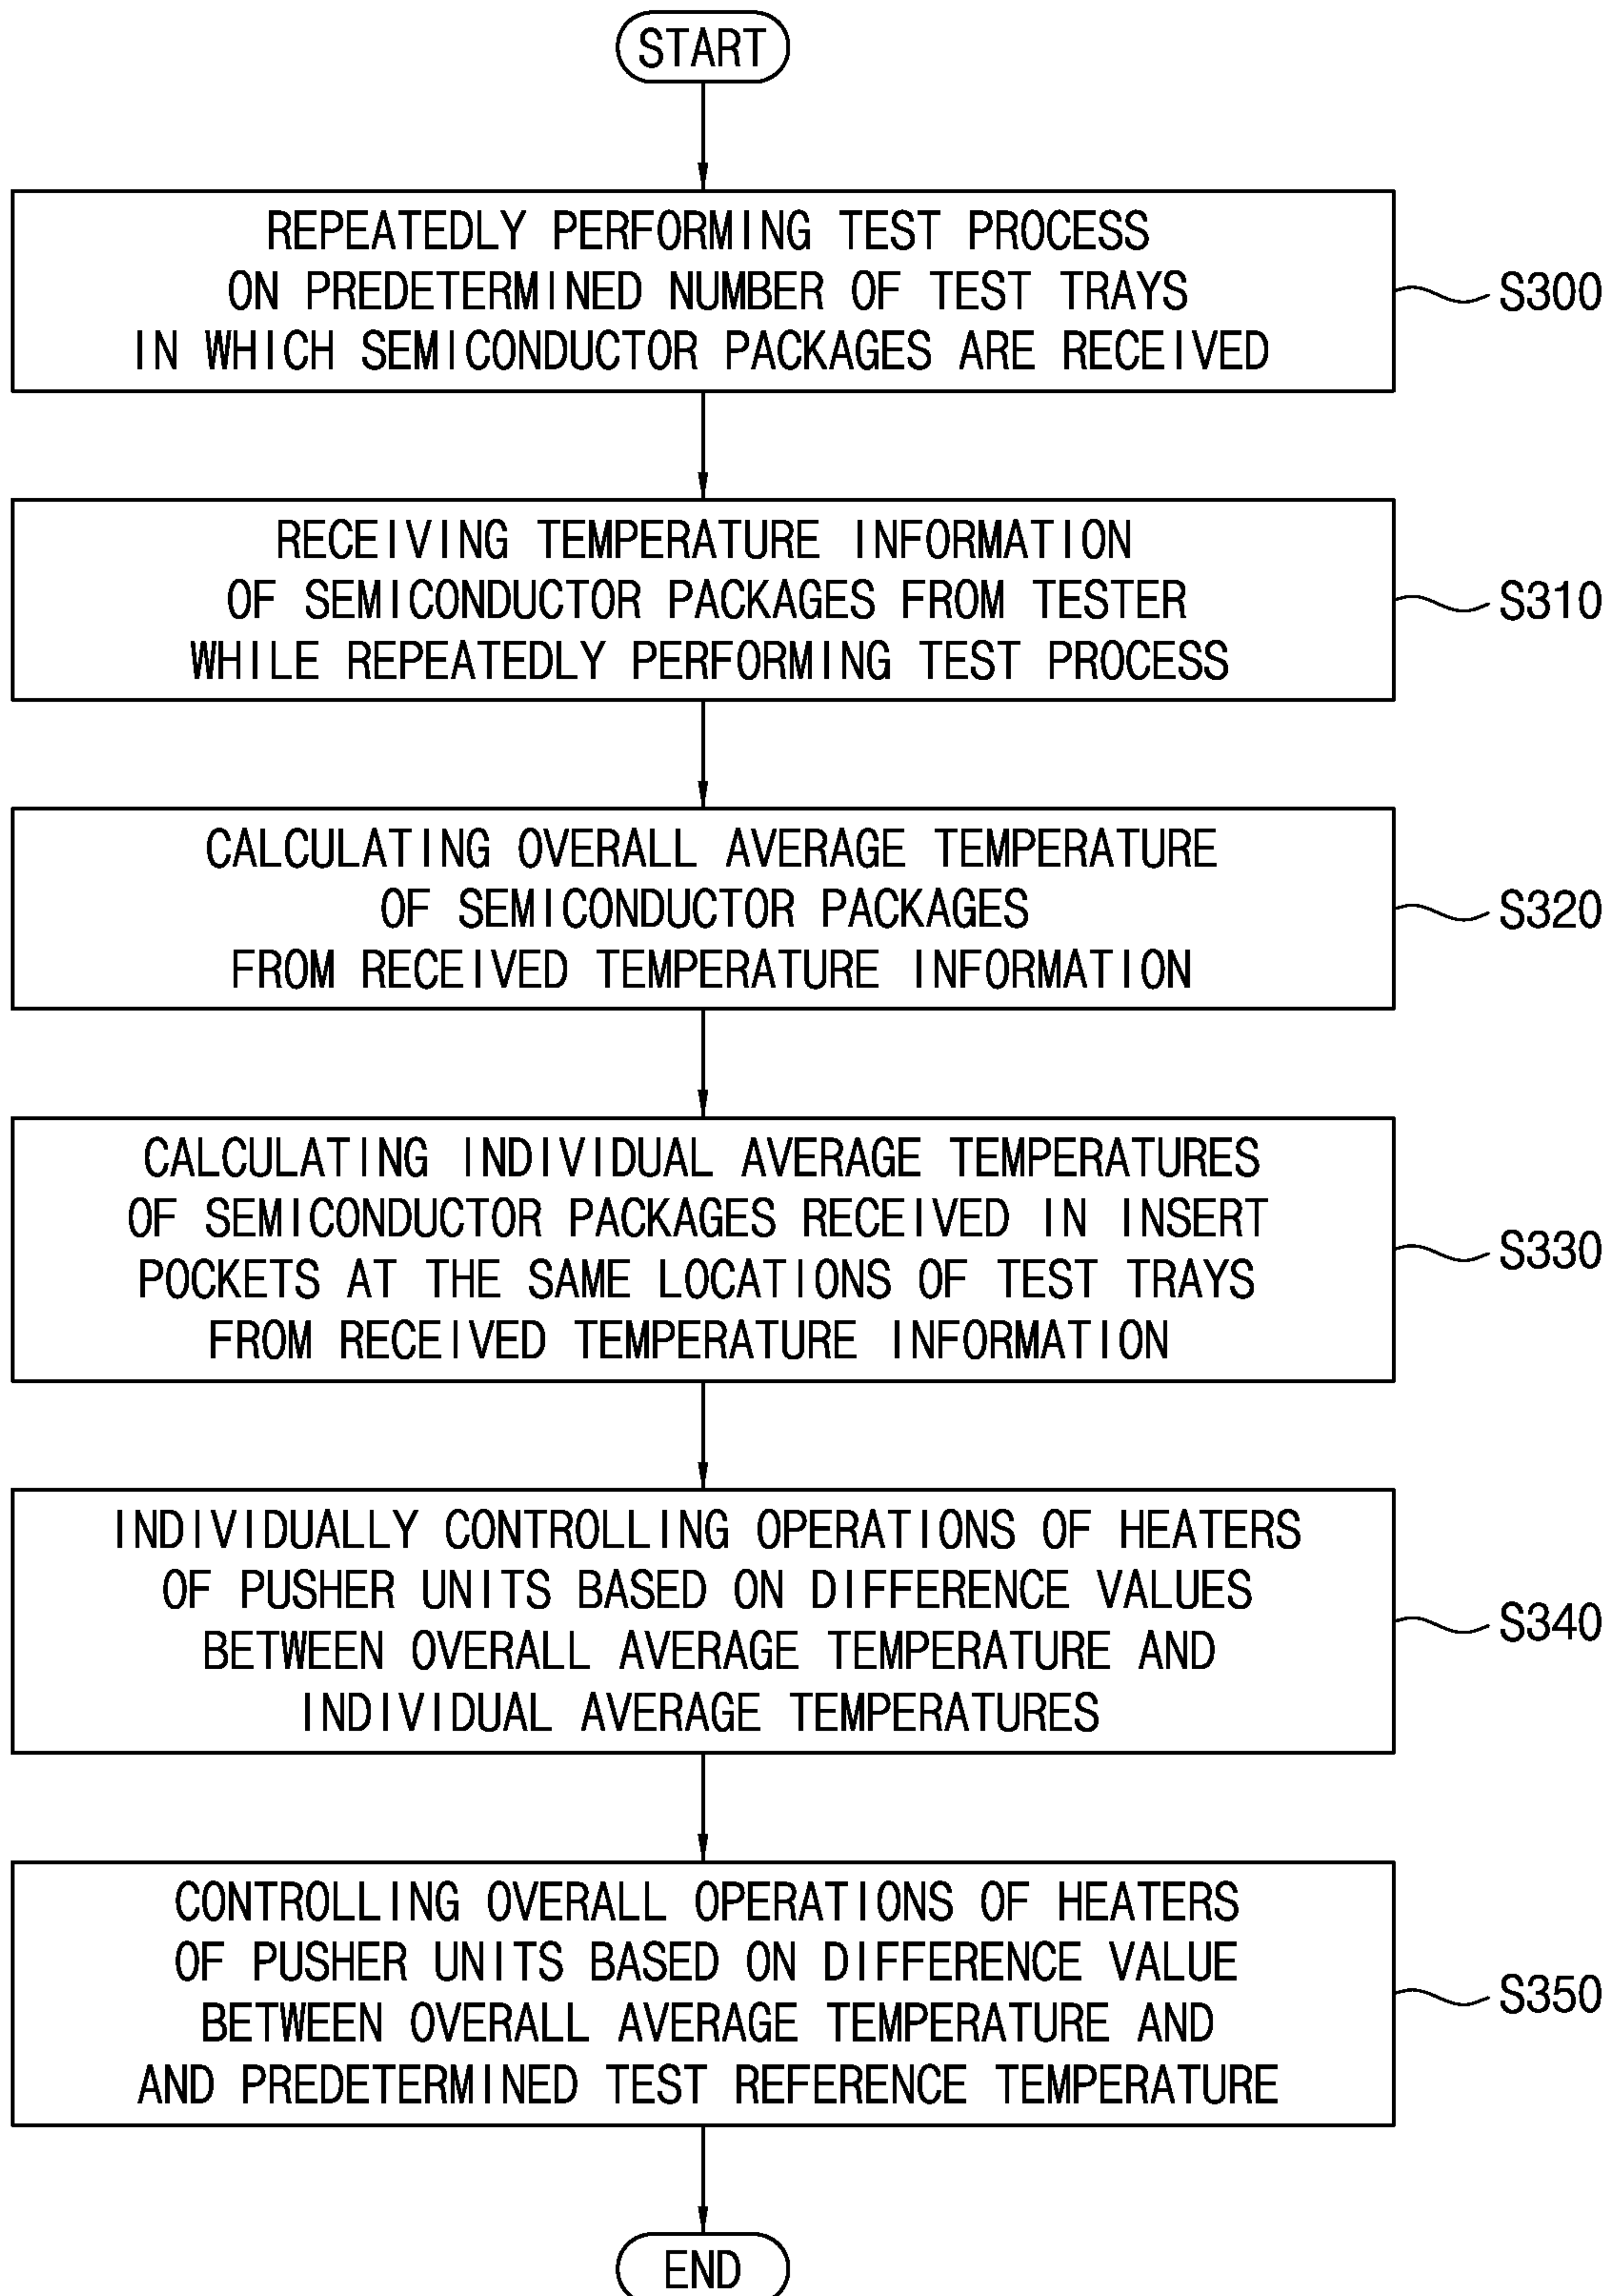 START
REPEATEDLY PERFORMING TEST PROCESS
ON PREDETERMINED NUMBER OF TEST TRAYS
IN WHICH SEMICONDUCTOR PACKAGES ARE RECEIVED
S300
RECEIVING TEMPERATURE INFORMATION
OF SEMICONDUCTOR PACKAGES FROM TESTER
WHILE REPEATEDLY PERFORMING TEST PROCESS
S310
CALCULATING OVERALL AVERAGE TEMPERATURE
OF SEMICONDUCTOR PACKAGES
FROM RECEIVED TEMPERATURE INFORMATION
S320
CALCULATING INDIVIDUAL AVERAGE TEMPERATURES
OF SEMICONDUCTOR PACKAGES RECEIVED IN INSERT
POCKETS AT THE SAME LOCATIONS OF TEST TRAYS
FROM RECEIVED TEMPERATURE INFORMATION
S330
INDIVIDUALLY CONTROLLING OPERATIONS OF HEATERS
OF PUSHER UNITS BASED ON DIFFERENCE VALUES
BETWEEN OVERALL AVERAGE TEMPERATURE AND
INDIVIDUAL AVERAGE TEMPERATURES
S340
CONTROLLING OVERALL OPERATIONS OF HEATERS
OF PUSHER UNITS BASED ON DIFFERENCE VALUE
BETWEEN OVERALL AVERAGE TEMPERATURE AND
AND PREDETERMINED TEST REFERENCE TEMPERATURE
S350
END